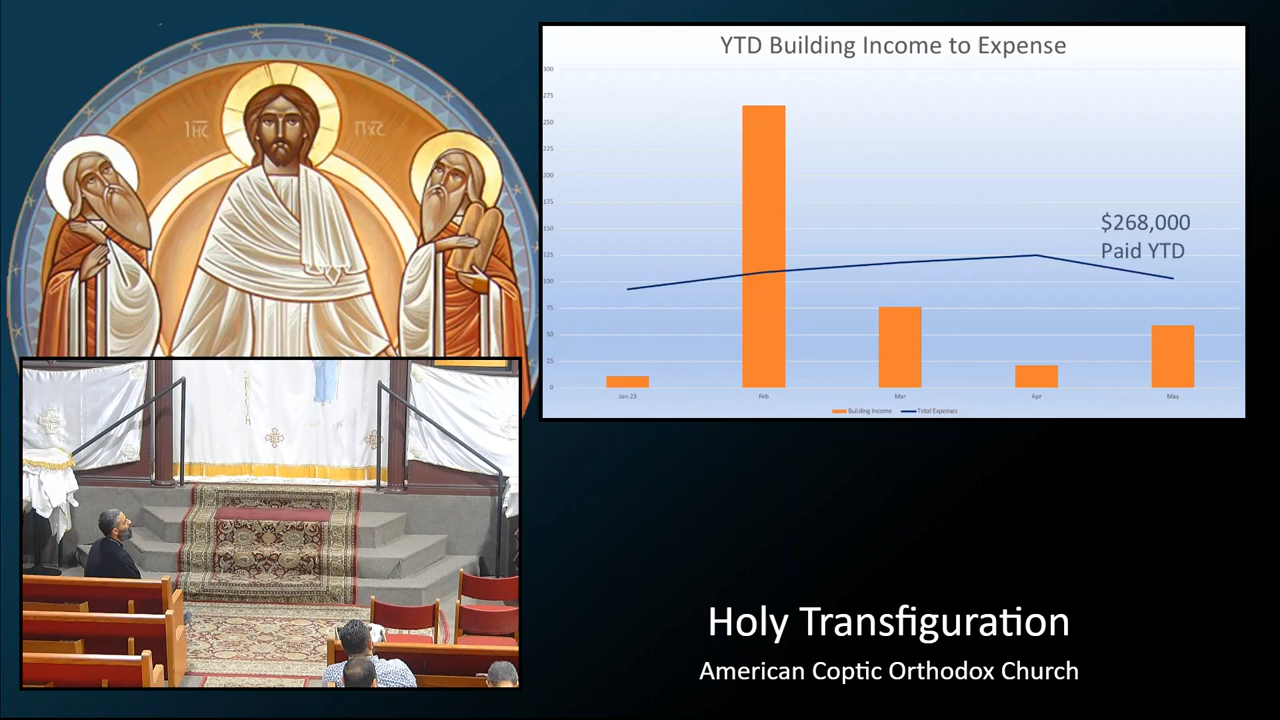 ⲒⲎ̅Ⲥ̅
ⲠⲬ̅Ⲥ̅
YTD Building Income to Expense
300
275
250
225
200
175
150
125
100
75
50
25
0
$268,000
Paid YTD
Jan-23 Feb Mar Apr May
Building Income Total Expenses
Holy Transfiguration
American Coptic Orthodox Church